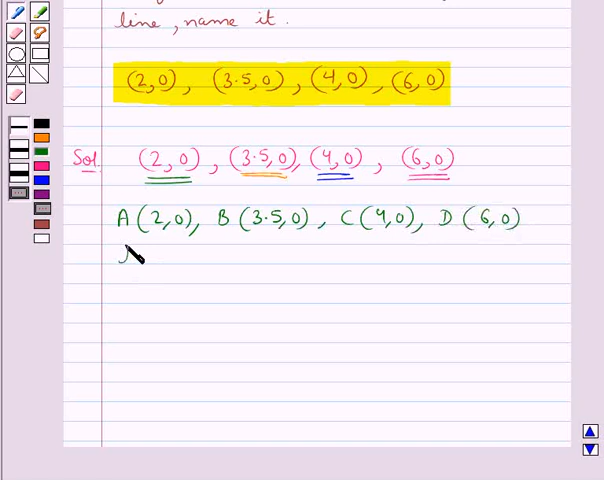 line, name it.
(2,0), (3.5,0), (4,0), (6,0)
Sol. (2,0), (3.5,0), (4,0), (6,0)
A(2,0), B(3.5,0), C(4,0), D(6,0)